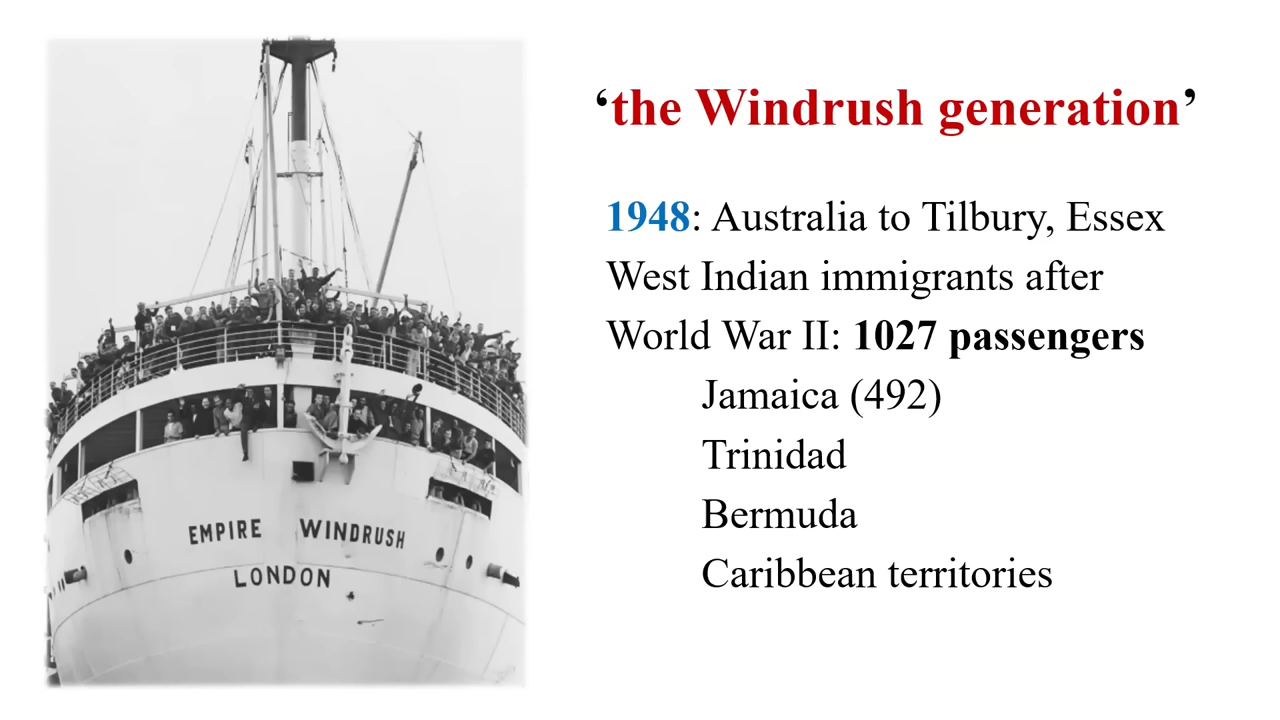 ‘the Windrush generation’
1948: Australia to Tilbury, Essex
West Indian immigrants after
World War II: 1027 passengers
Jamaica (492)
Trinidad
Bermuda
Caribbean territories
EMPIRE WINDRUSH
LONDON